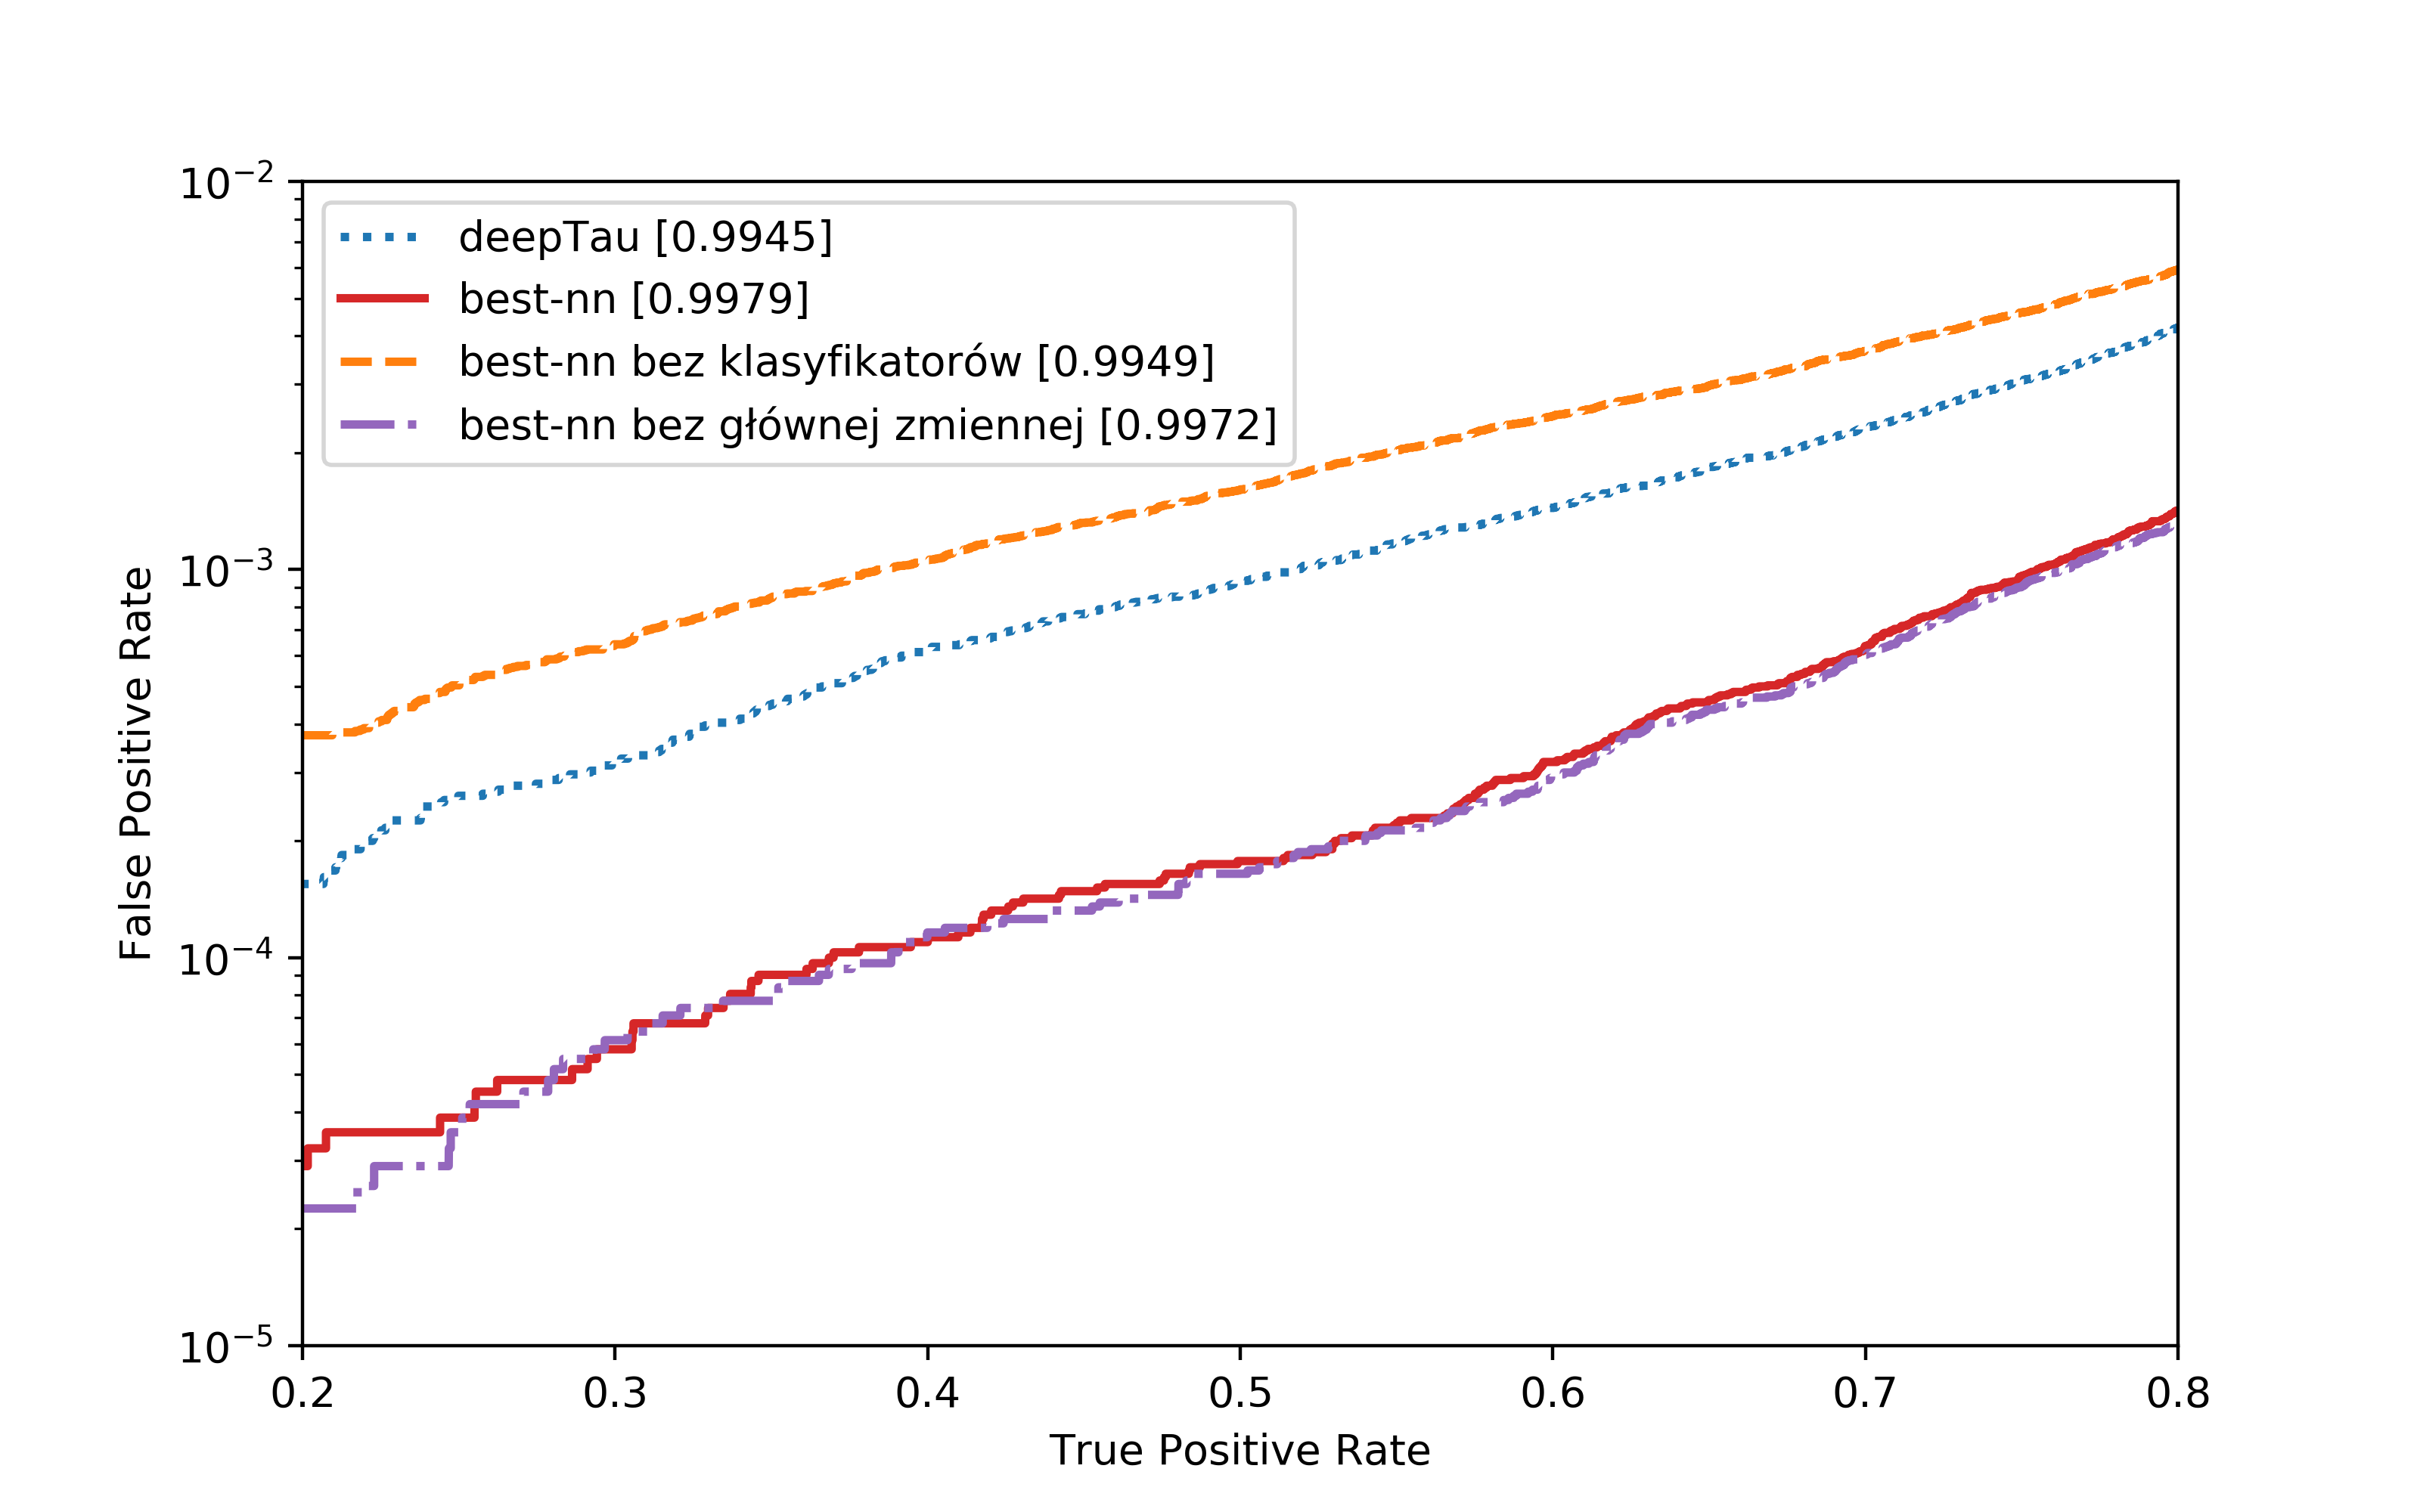 deepTau [0.9945]
best-nn [0.9979]
best-nn bez klasyfikatorów [0.9949]
best-nn bez głównej zmiennej [0.9972]
False Positive Rate
10⁻²
10⁻³
10⁻⁴
10⁻⁵
0.2 0.3 0.4 0.5 0.6 0.7 0.8
True Positive Rate